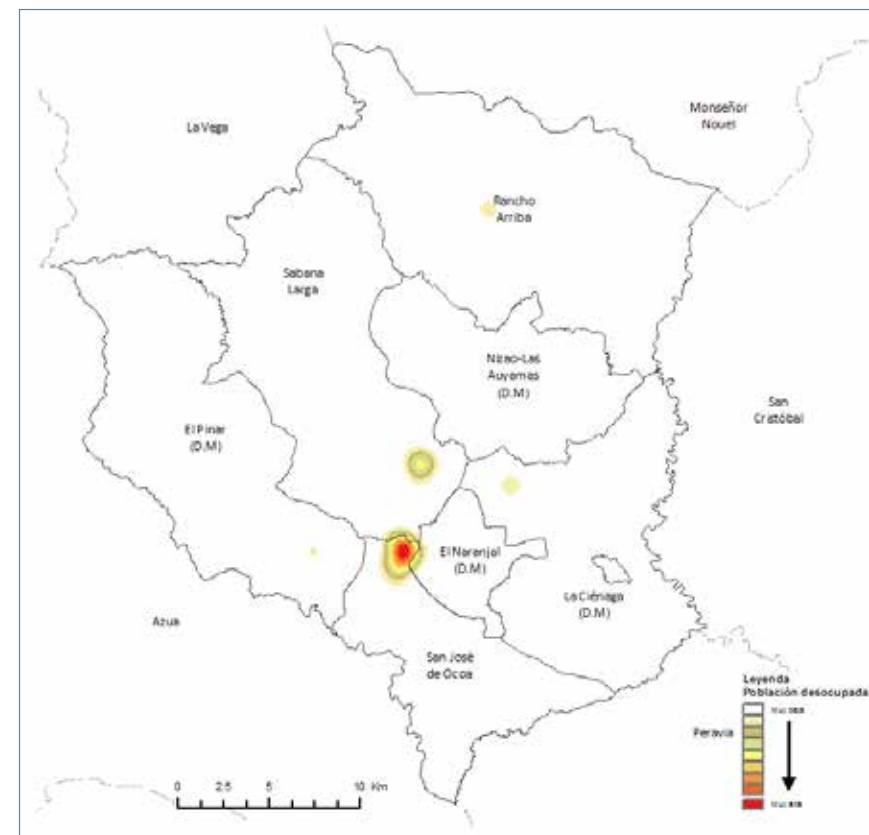 La Vega
Monseñor
Nouel
Rancho
Arriba
Sabana
Larga
Nizao-Las
Auyamas
(D.M)
San
Cristóbal
El Pinar
(D.M)
El Naranjal
(D.M)
La Ciénaga
(D.M)
Azua
San José
de Ocoa
Peravia
Leyenda
Población desocupada
0 2.5 5 10 Km